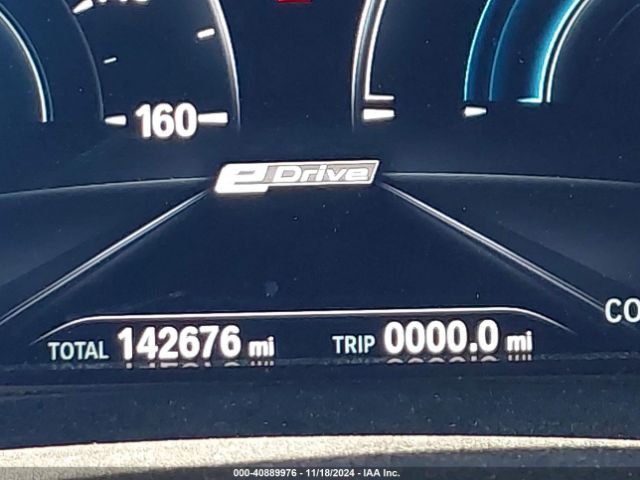 160
eDrive
CO
TOTAL 142676 mi TRIP 0000.0 mi
000-40889976 - 11/18/2024 - IAA Inc.